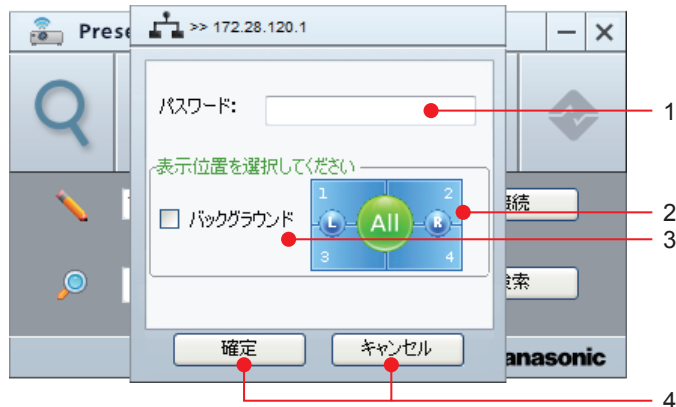 Prese
>> 172.28.120.1
パスワード:
1
表示位置を選択してください
バックグラウンド
1
2
L
All
R
3
4
続
2
3
索
確定
キャンセル
anasonic
4